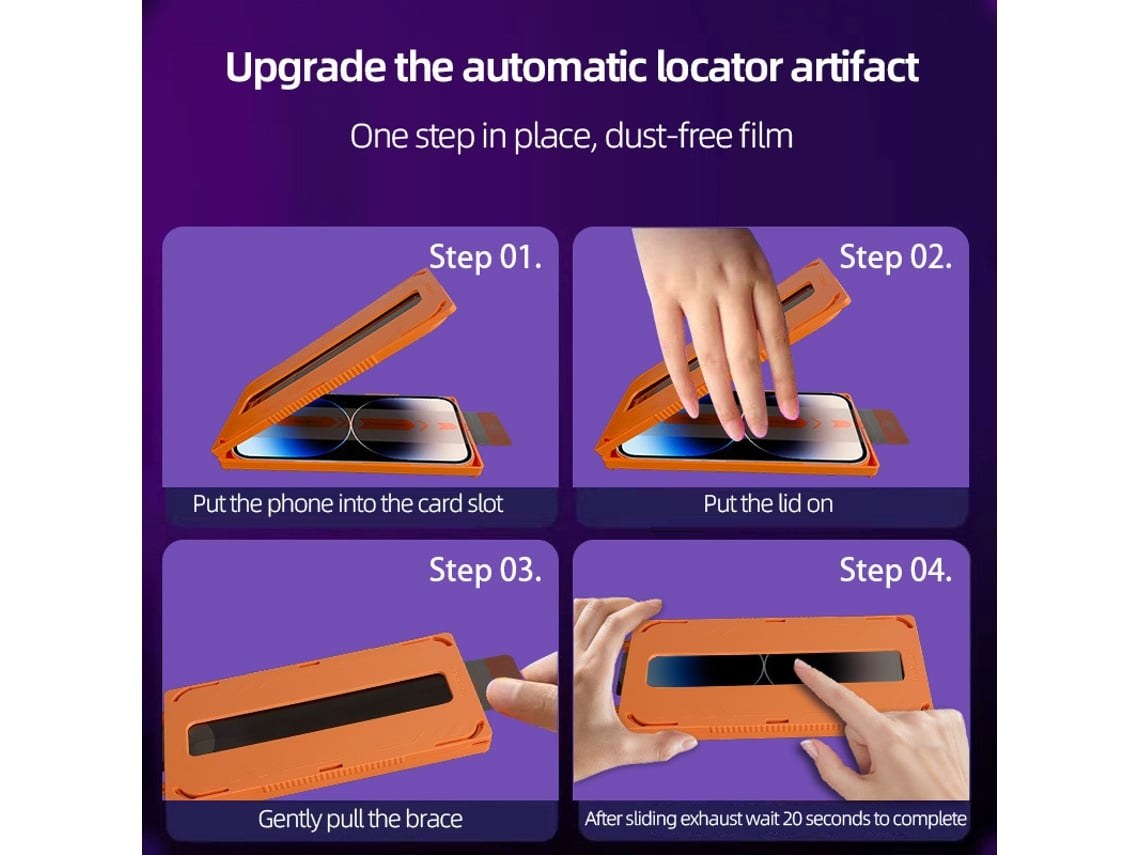 Upgrade the automatic locator artifact
One step in place, dust-free film
Step 01.
Put the phone into the card slot
Step 02.
Put the lid on
Step 03.
Gently pull the brace
Step 04.
After sliding exhaust wait 20 seconds to complete